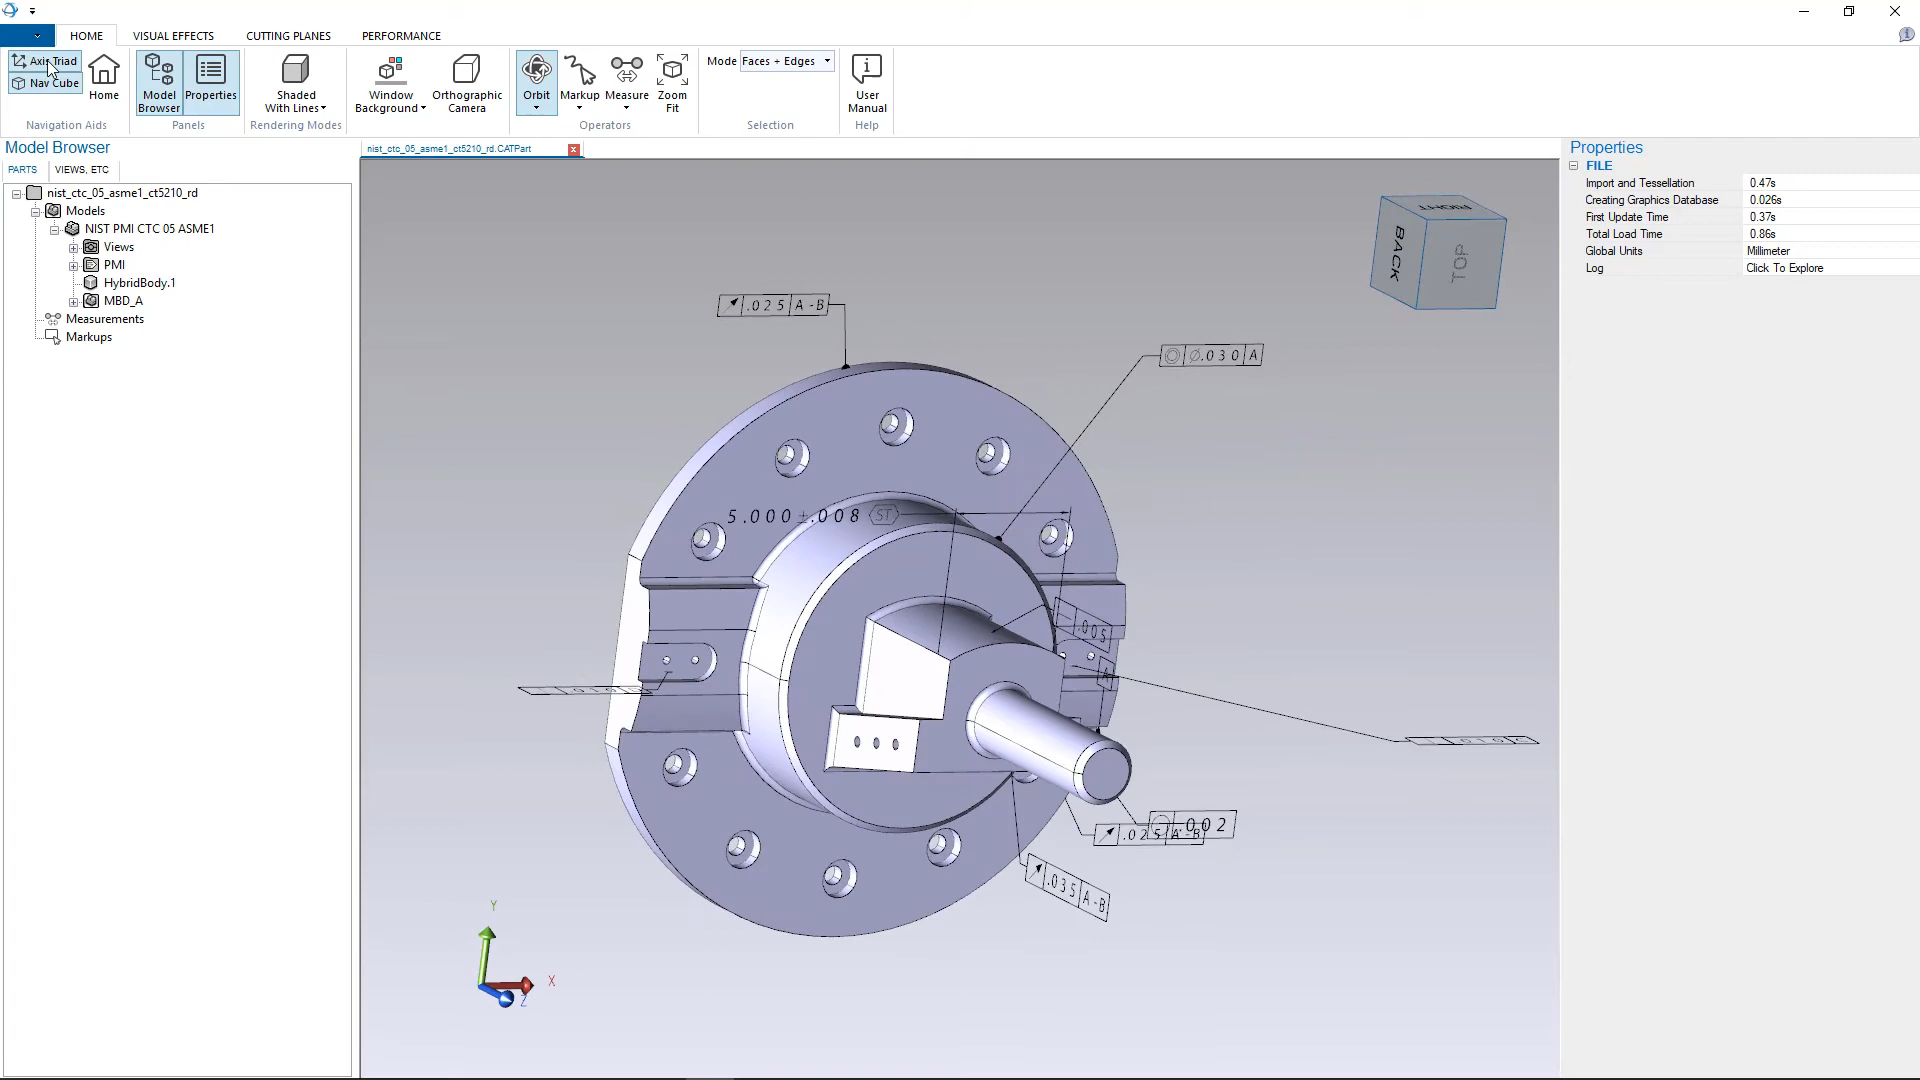 HOME VISUAL EFFECTS CUTTING PLANES PERFORMANCE
Axis Triad
Nav Cube
Home
Navigation Aids
Model Browser
Properties
Panels
Shaded With Lines
Rendering Modes
Window Background
Orthographic Camera
Orbit
Markup
Measure
Zoom Fit
Operators
Mode Faces + Edges
Selection
User Manual
Help
Model Browser
PARTS VIEWS, ETC
nist_ctc_05_asme1_ct5210_rd
Models
NIST PMI CTC 05 ASME1
Views
PMI
HybridBody.1
MBD_A
Measurements
Markups
nist_ctc_05_asme1_ct5210_rd.CATPart
RIGHT
BACK
TOP
.025 A-B
∅.030 A
5.000±.008 ST
.005
A
.002
.025 A-B
.035 A-B
Y
X
Z
Properties
FILE
Import and Tessellation 0.47s
Creating Graphics Database 0.026s
First Update Time 0.37s
Total Load Time 0.86s
Global Units Millimeter
Log Click To Explore